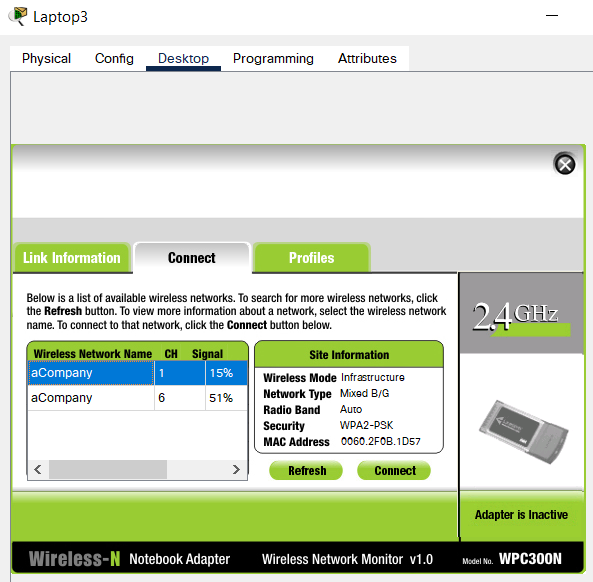 Laptop3
Physical Config Desktop Programming Attributes
Link Information Connect Profiles
Below is a list of available wireless networks. To search for more wireless networks, click
the Refresh button. To view more information about a network, select the wireless network
name. To connect to that network, click the Connect button below.
2.4GHz
Wireless Network Name CH Signal
aCompany 1 15%
aCompany 6 51%
Site Information
Wireless Mode Infrastructure
Network Type Mixed B/G
Radio Band Auto
Security WPA2-PSK
MAC Address 0060.2F0B.1D57
Refresh Connect
Adapter is Inactive
Wireless-N Notebook Adapter Wireless Network Monitor v1.0 Model No. WPC300N